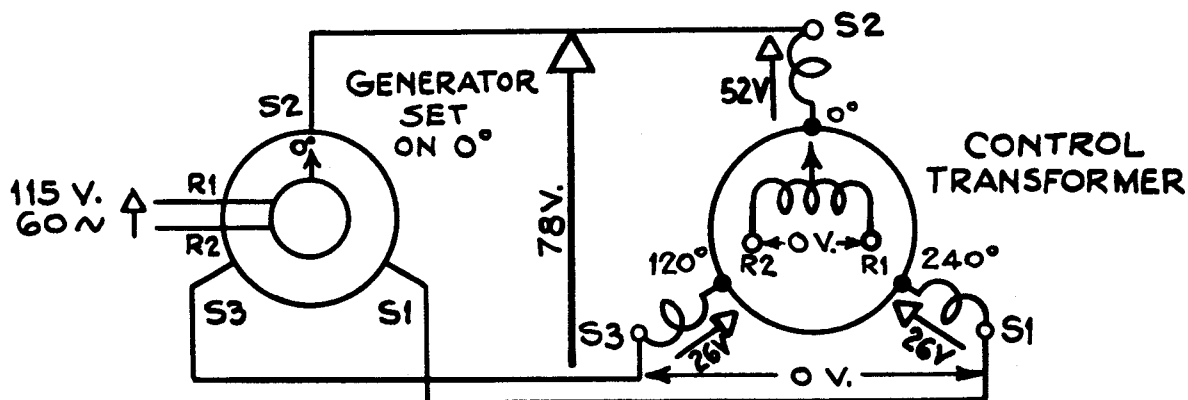 S2
GENERATOR
SET
ON 0°
S2
0°
115 V.
60~
R1
R2
S3
S1
78V.
52V
0°
CONTROL
TRANSFORMER
0 V.
R2
R1
120°
240°
S3
26V
26V
S1
0 V.